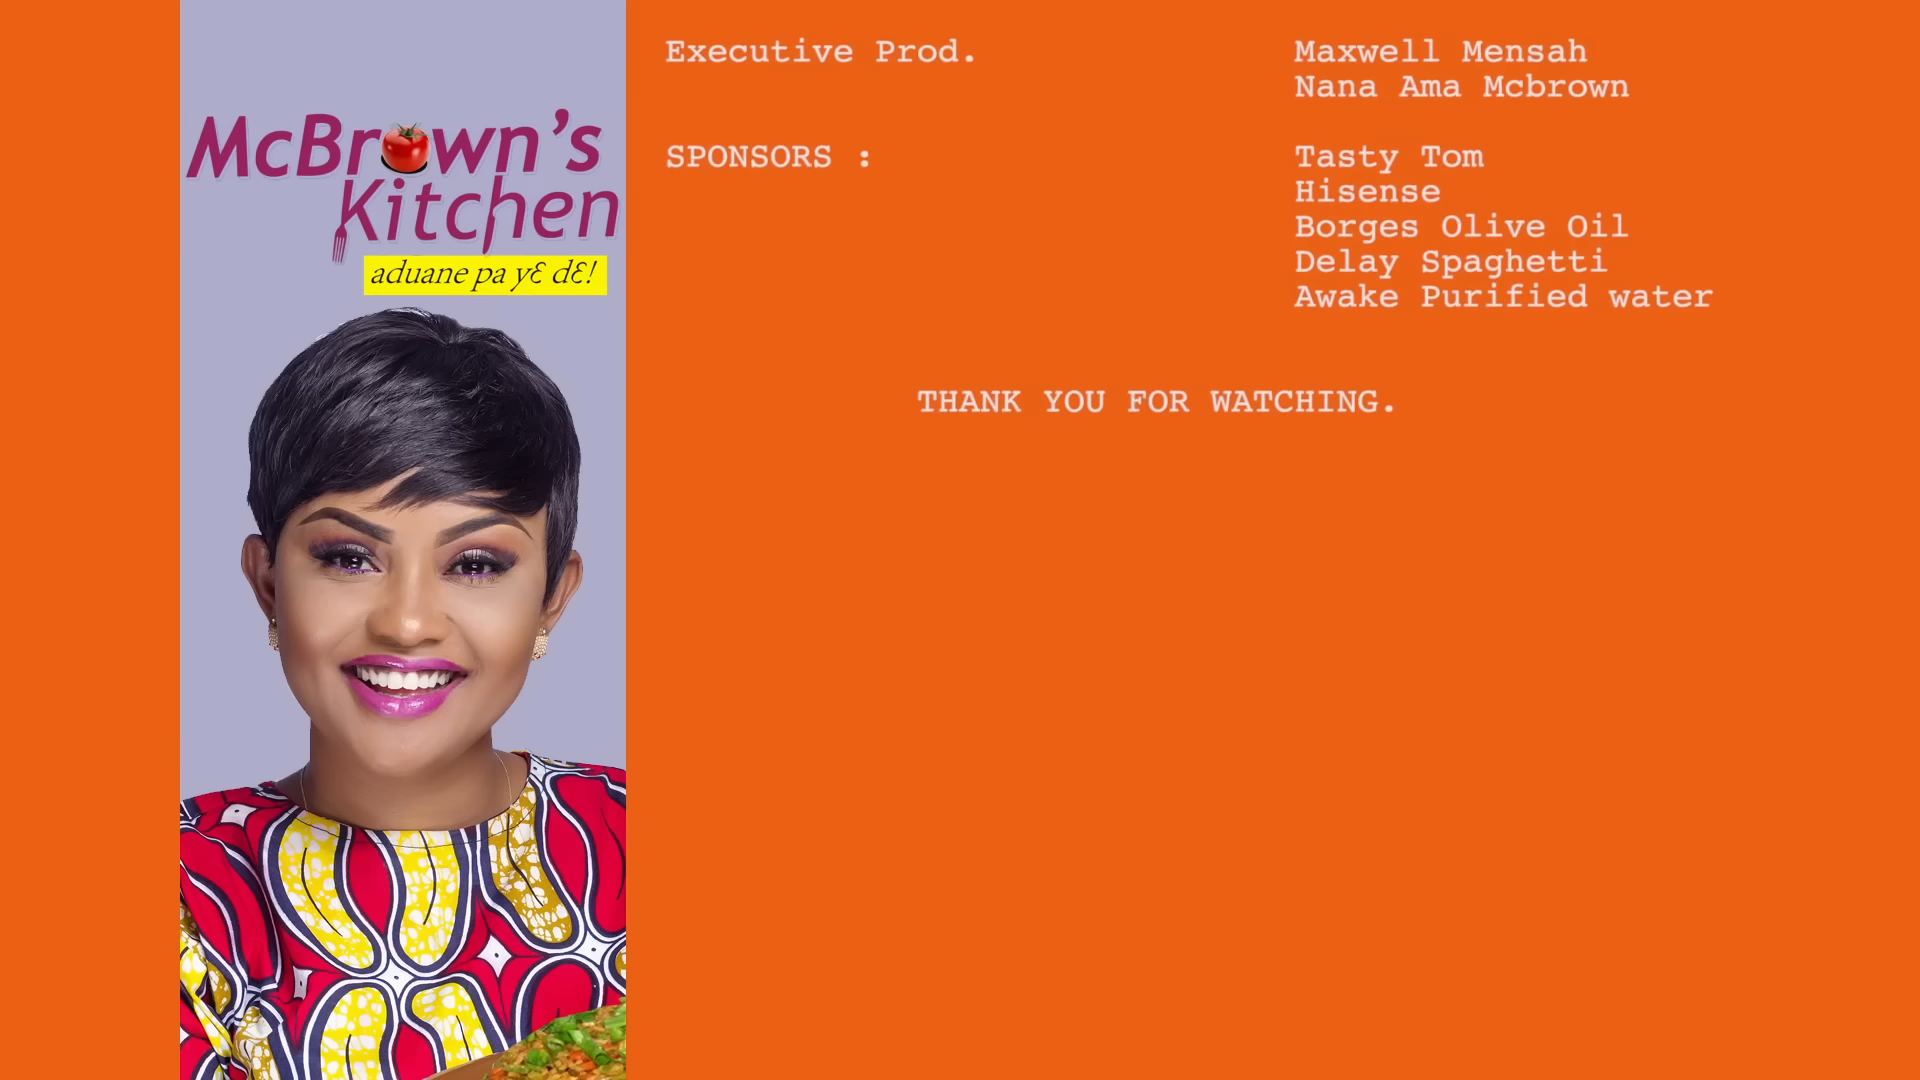 McBrown's
Kitchen
aduane pa yɛ dɛ!
Executive Prod. Maxwell Mensah
Nana Ama Mcbrown
SPONSORS : Tasty Tom
Hisense
Borges Olive Oil
Delay Spaghetti
Awake Purified water
THANK YOU FOR WATCHING.